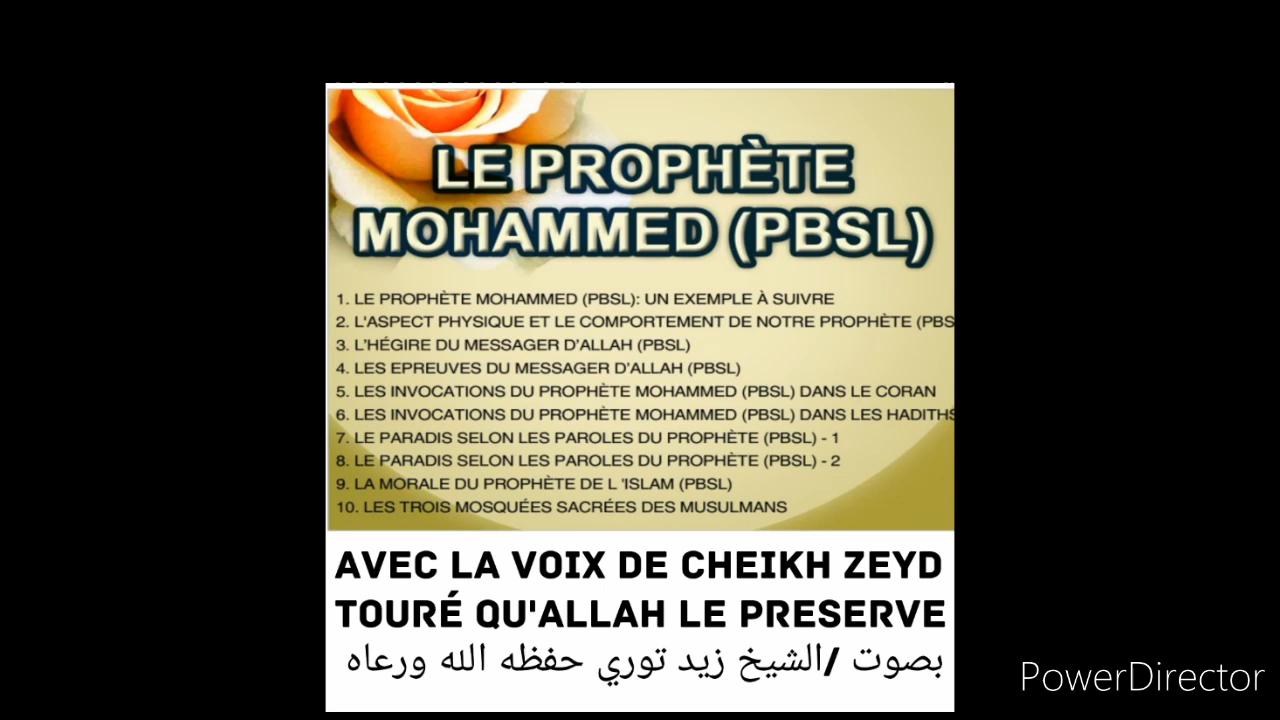 LE PROPHÈTE
MOHAMMED (PBSL)
1. LE PROPHÈTE MOHAMMED (PBSL): UN EXEMPLE À SUIVRE
2. L'ASPECT PHYSIQUE ET LE COMPORTEMENT DE NOTRE PROPHÈTE (PBS
3. L'HÉGIRE DU MESSAGER D'ALLAH (PBSL)
4. LES EPREUVES DU MESSAGER D'ALLAH (PBSL)
5. LES INVOCATIONS DU PROPHÈTE MOHAMMED (PBSL) DANS LE CORAN
6. LES INVOCATIONS DU PROPHÈTE MOHAMMED (PBSL) DANS LES HADITHS
7. LE PARADIS SELON LES PAROLES DU PROPHÈTE (PBSL) - 1
8. LE PARADIS SELON LES PAROLES DU PROPHÈTE (PBSL) - 2
9. LA MORALE DU PROPHÈTE DE L 'ISLAM (PBSL)
10. LES TROIS MOSQUÉES SACRÉES DES MUSULMANS
AVEC LA VOIX DE CHEIKH ZEYD
TOURÉ QU'ALLAH LE PRESERVE
بصوت /الشيخ زيد توري حفظه الله ورعاه
PowerDirector